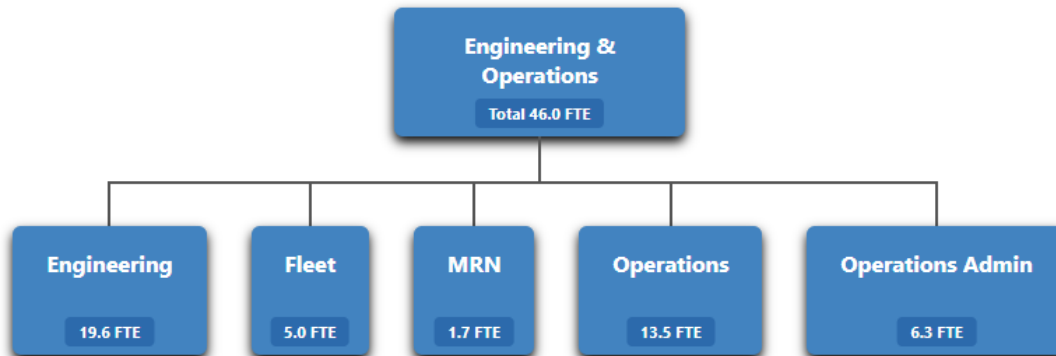 Engineering &
Operations
Total 46.0 FTE
Engineering
Fleet
MRN
Operations
Operations Admin
19.6 FTE
5.0 FTE
1.7 FTE
13.5 FTE
6.3 FTE